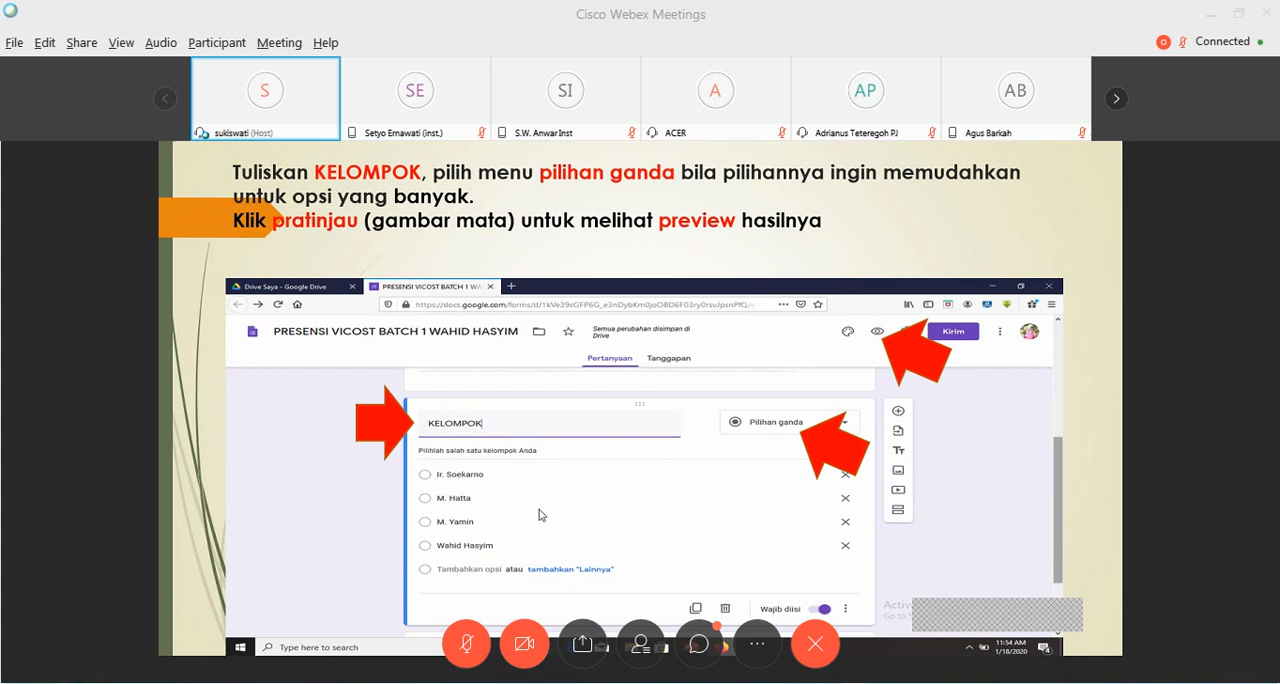 Cisco Webex Meetings
File Edit Share View Audio Participant Meeting Help
Connected
S SE SI A AP AB
sukiswati (Host) Setyo Ernawati (inst.) S.W. Anwar Inst ACER Adrianus Teteregoh PJ Agus Barkah
Tuliskan KELOMPOK, pilih menu pilihan ganda bila pilihannya ingin memudahkan
untuk opsi yang banyak.
Klik pratinjau (gambar mata) untuk melihat preview hasilnya
Drive Saya - Google Drive PRESENSI VICOST BATCH 1 WA
https://docs.google.com/forms/d/
PRESENSI VICOST BATCH 1 WAHID HASYIM
Semua perubahan disimpan di
Drive
Kirim
Pertanyaan Tanggapan
KELOMPOK
Pilihan ganda
Pilihlah salah satu kelompok Anda
Ir. Soekarno
M. Hatta
M. Yamin
Wahid Hasyim
Tambahkan opsi atau tambahkan "Lainnya"
Wajib diisi
Type here to search
11:54 AM
1/18/2020